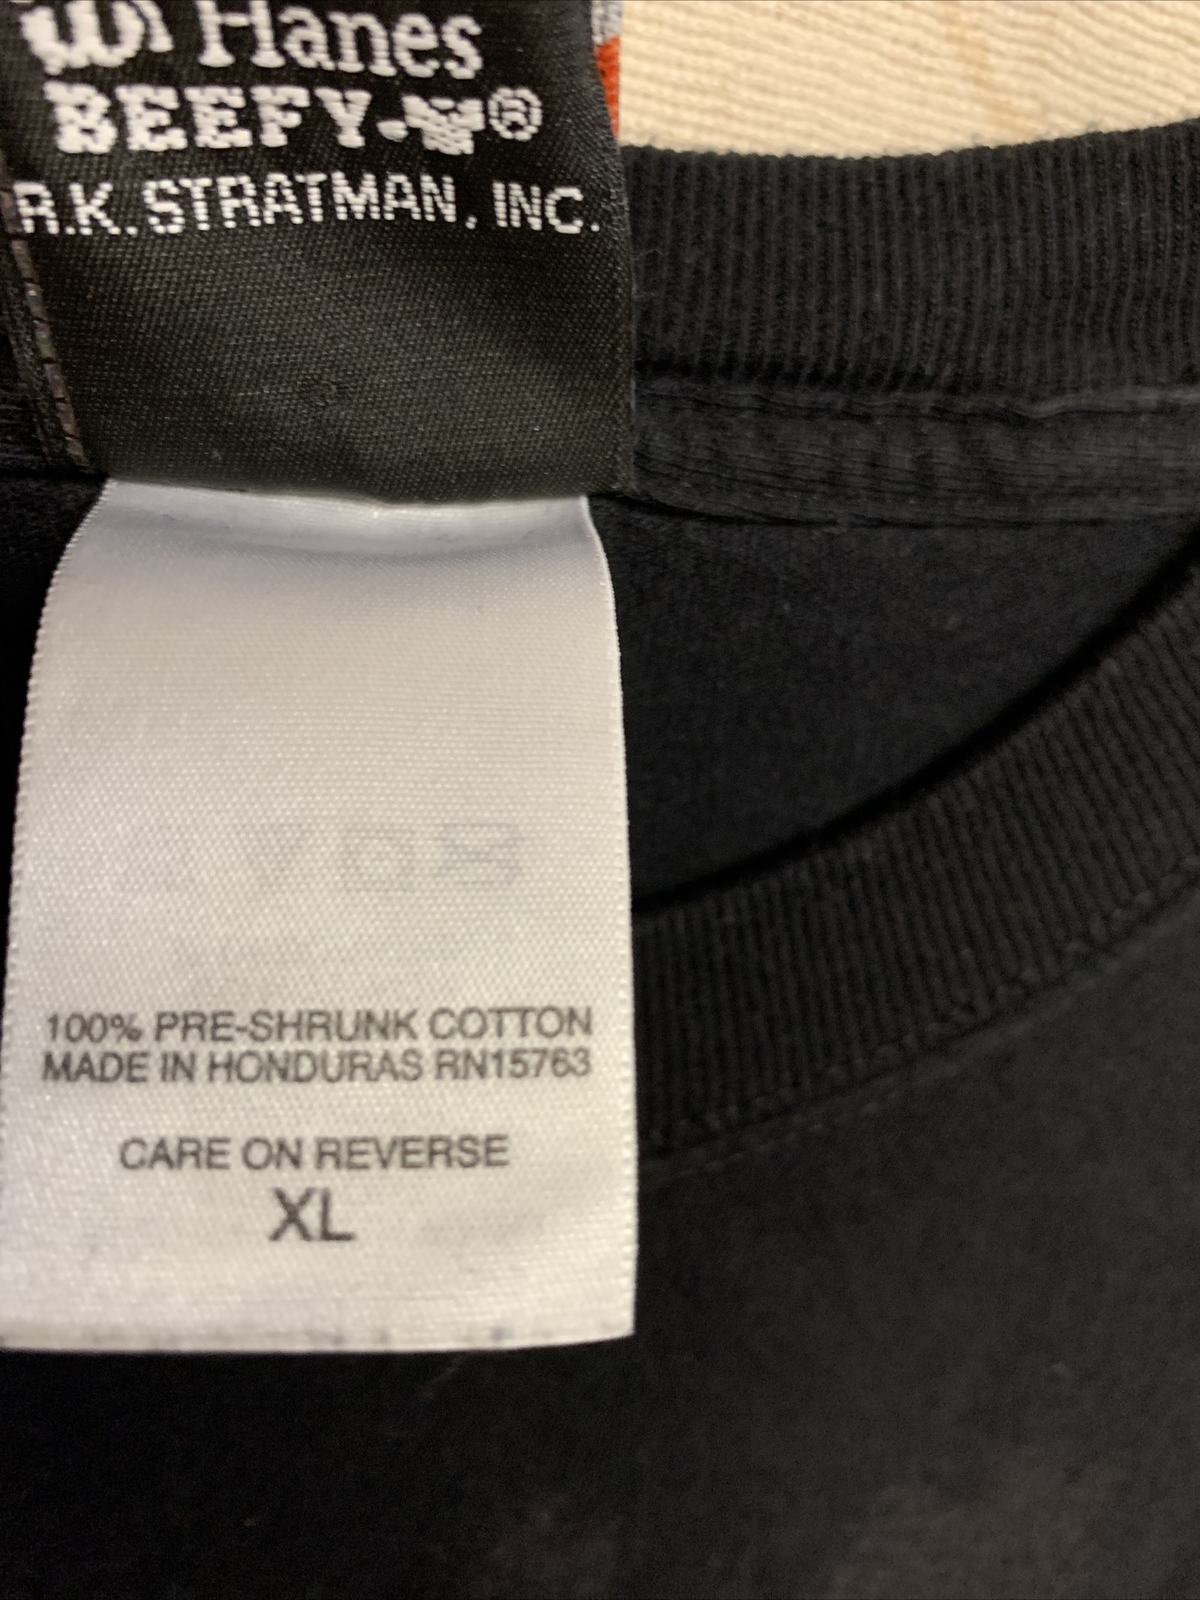 Hanes
BEEFY-T®
R.K. STRATMAN, INC.
100% PRE-SHRUNK COTTON
MADE IN HONDURAS RN15763
CARE ON REVERSE
XL